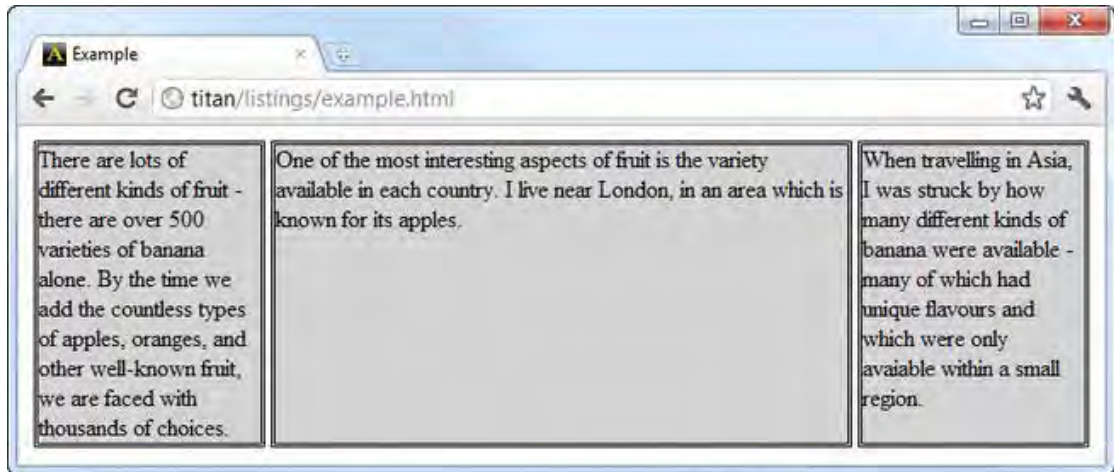 Example
titan/listings/example.html
There are lots of
different kinds of fruit -
there are over 500
varieties of banana
alone. By the time we
add the countless types
of apples, oranges, and
other well-known fruit,
we are faced with
thousands of choices.
One of the most interesting aspects of fruit is the variety
available in each country. I live near London, in an area which is
known for its apples.
When travelling in Asia,
I was struck by how
many different kinds of
banana were available -
many of which had
unique flavours and
which were only
avaiable within a small
region.